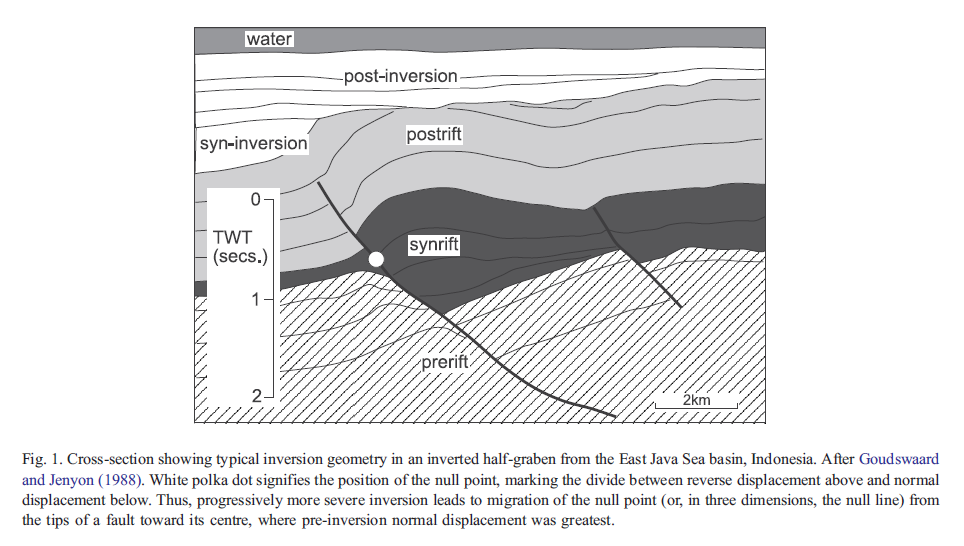 water
post-inversion
postrift
syn-inversion
0
TWT
(secs.)
synrift
1
prerift
2
2km
Fig. 1. Cross-section showing typical inversion geometry in an inverted half-graben from the East Java Sea basin, Indonesia. After Goudswaard
and Jenyon (1988). White polka dot signifies the position of the null point, marking the divide between reverse displacement above and normal
displacement below. Thus, progressively more severe inversion leads to migration of the null point (or, in three dimensions, the null line) from
the tips of a fault toward its centre, where pre-inversion normal displacement was greatest.